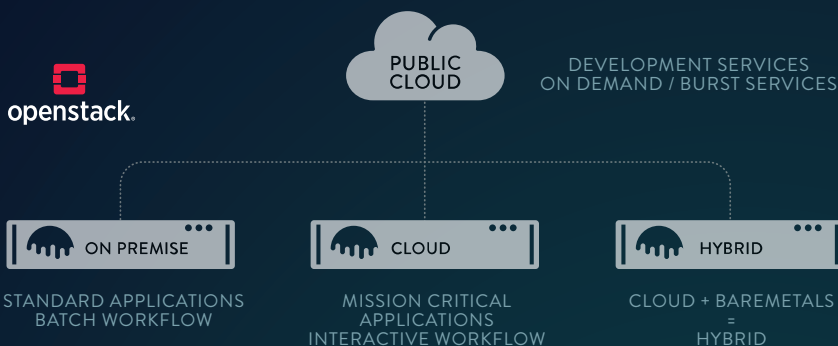 PUBLIC
CLOUD
DEVELOPMENT SERVICES
ON DEMAND / BURST SERVICES
openstack.
ON PREMISE
CLOUD
HYBRID
STANDARD APPLICATIONS
BATCH WORKFLOW
MISSION CRITICAL
APPLICATIONS
INTERACTIVE WORKFLOW
CLOUD + BAREMETALS
=
HYBRID